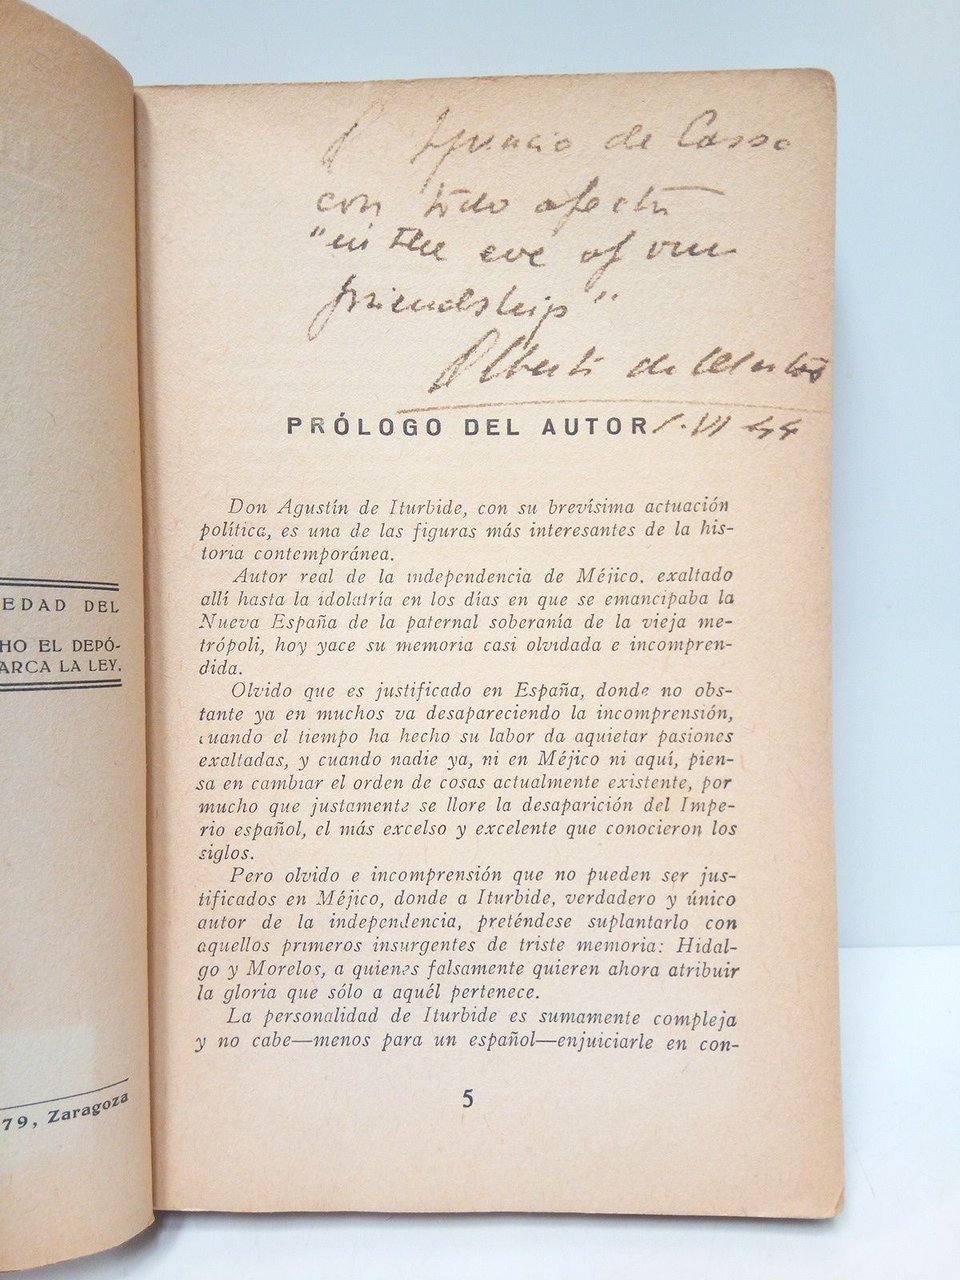 EDAD DEL
HO EL DEPÓ-
ARCA LA LEY.
79, Zaragoza
A Ignacio de Casso
con todo afecto
"in the eve of our
friendship"
Alberto de Mestas
1·VI 44
PRÓLOGO DEL AUTOR
Don Agustín de Iturbide, con su brevísima actuación
política, es una de las figuras más interesantes de la his-
toria contemporánea.
Autor real de la independencia de Méjico, exaltado
allí hasta la idolatría en los días en que se emancipaba la
Nueva España de la paternal soberanía de la vieja me-
trópoli, hoy yace su memoria casi olvidada e incompren-
dida.
Olvido que es justificado en España, donde no obs-
tante ya en muchos va desapareciendo la incomprensión,
cuando el tiempo ha hecho su labor da aquietar pasiones
exaltadas, y cuando nadie ya, ni en Méjico ni aquí, pien-
sa en cambiar el orden de cosas actualmente existente, por
mucho que justamente se llore la desaparición del Impe-
rio español, el más excelso y excelente que conocieron los
siglos.
Pero olvido e incomprensión que no pueden ser jus-
tificados en Méjico, donde a Iturbide, verdadero y único
autor de la independencia, preténdese suplantarlo con
aquellos primeros insurgentes de triste memoria: Hidal-
go y Morelos, a quienes falsamente quieren ahora atribuir
la gloria que sólo a aquél pertenece.
La personalidad de Iturbide es sumamente compleja
y no cabe—menos para un español—enjuiciarle en con-
5